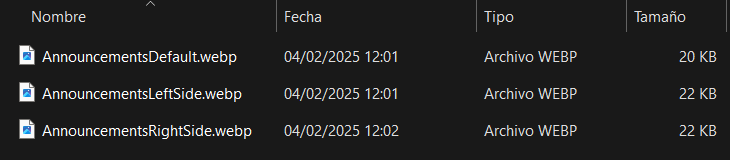 Nombre Fecha Tipo Tamaño
AnnouncementsDefault.webp 04/02/2025 12:01 Archivo WEBP 20 KB
AnnouncementsLeftSide.webp 04/02/2025 12:01 Archivo WEBP 22 KB
AnnouncementsRightSide.webp 04/02/2025 12:02 Archivo WEBP 22 KB